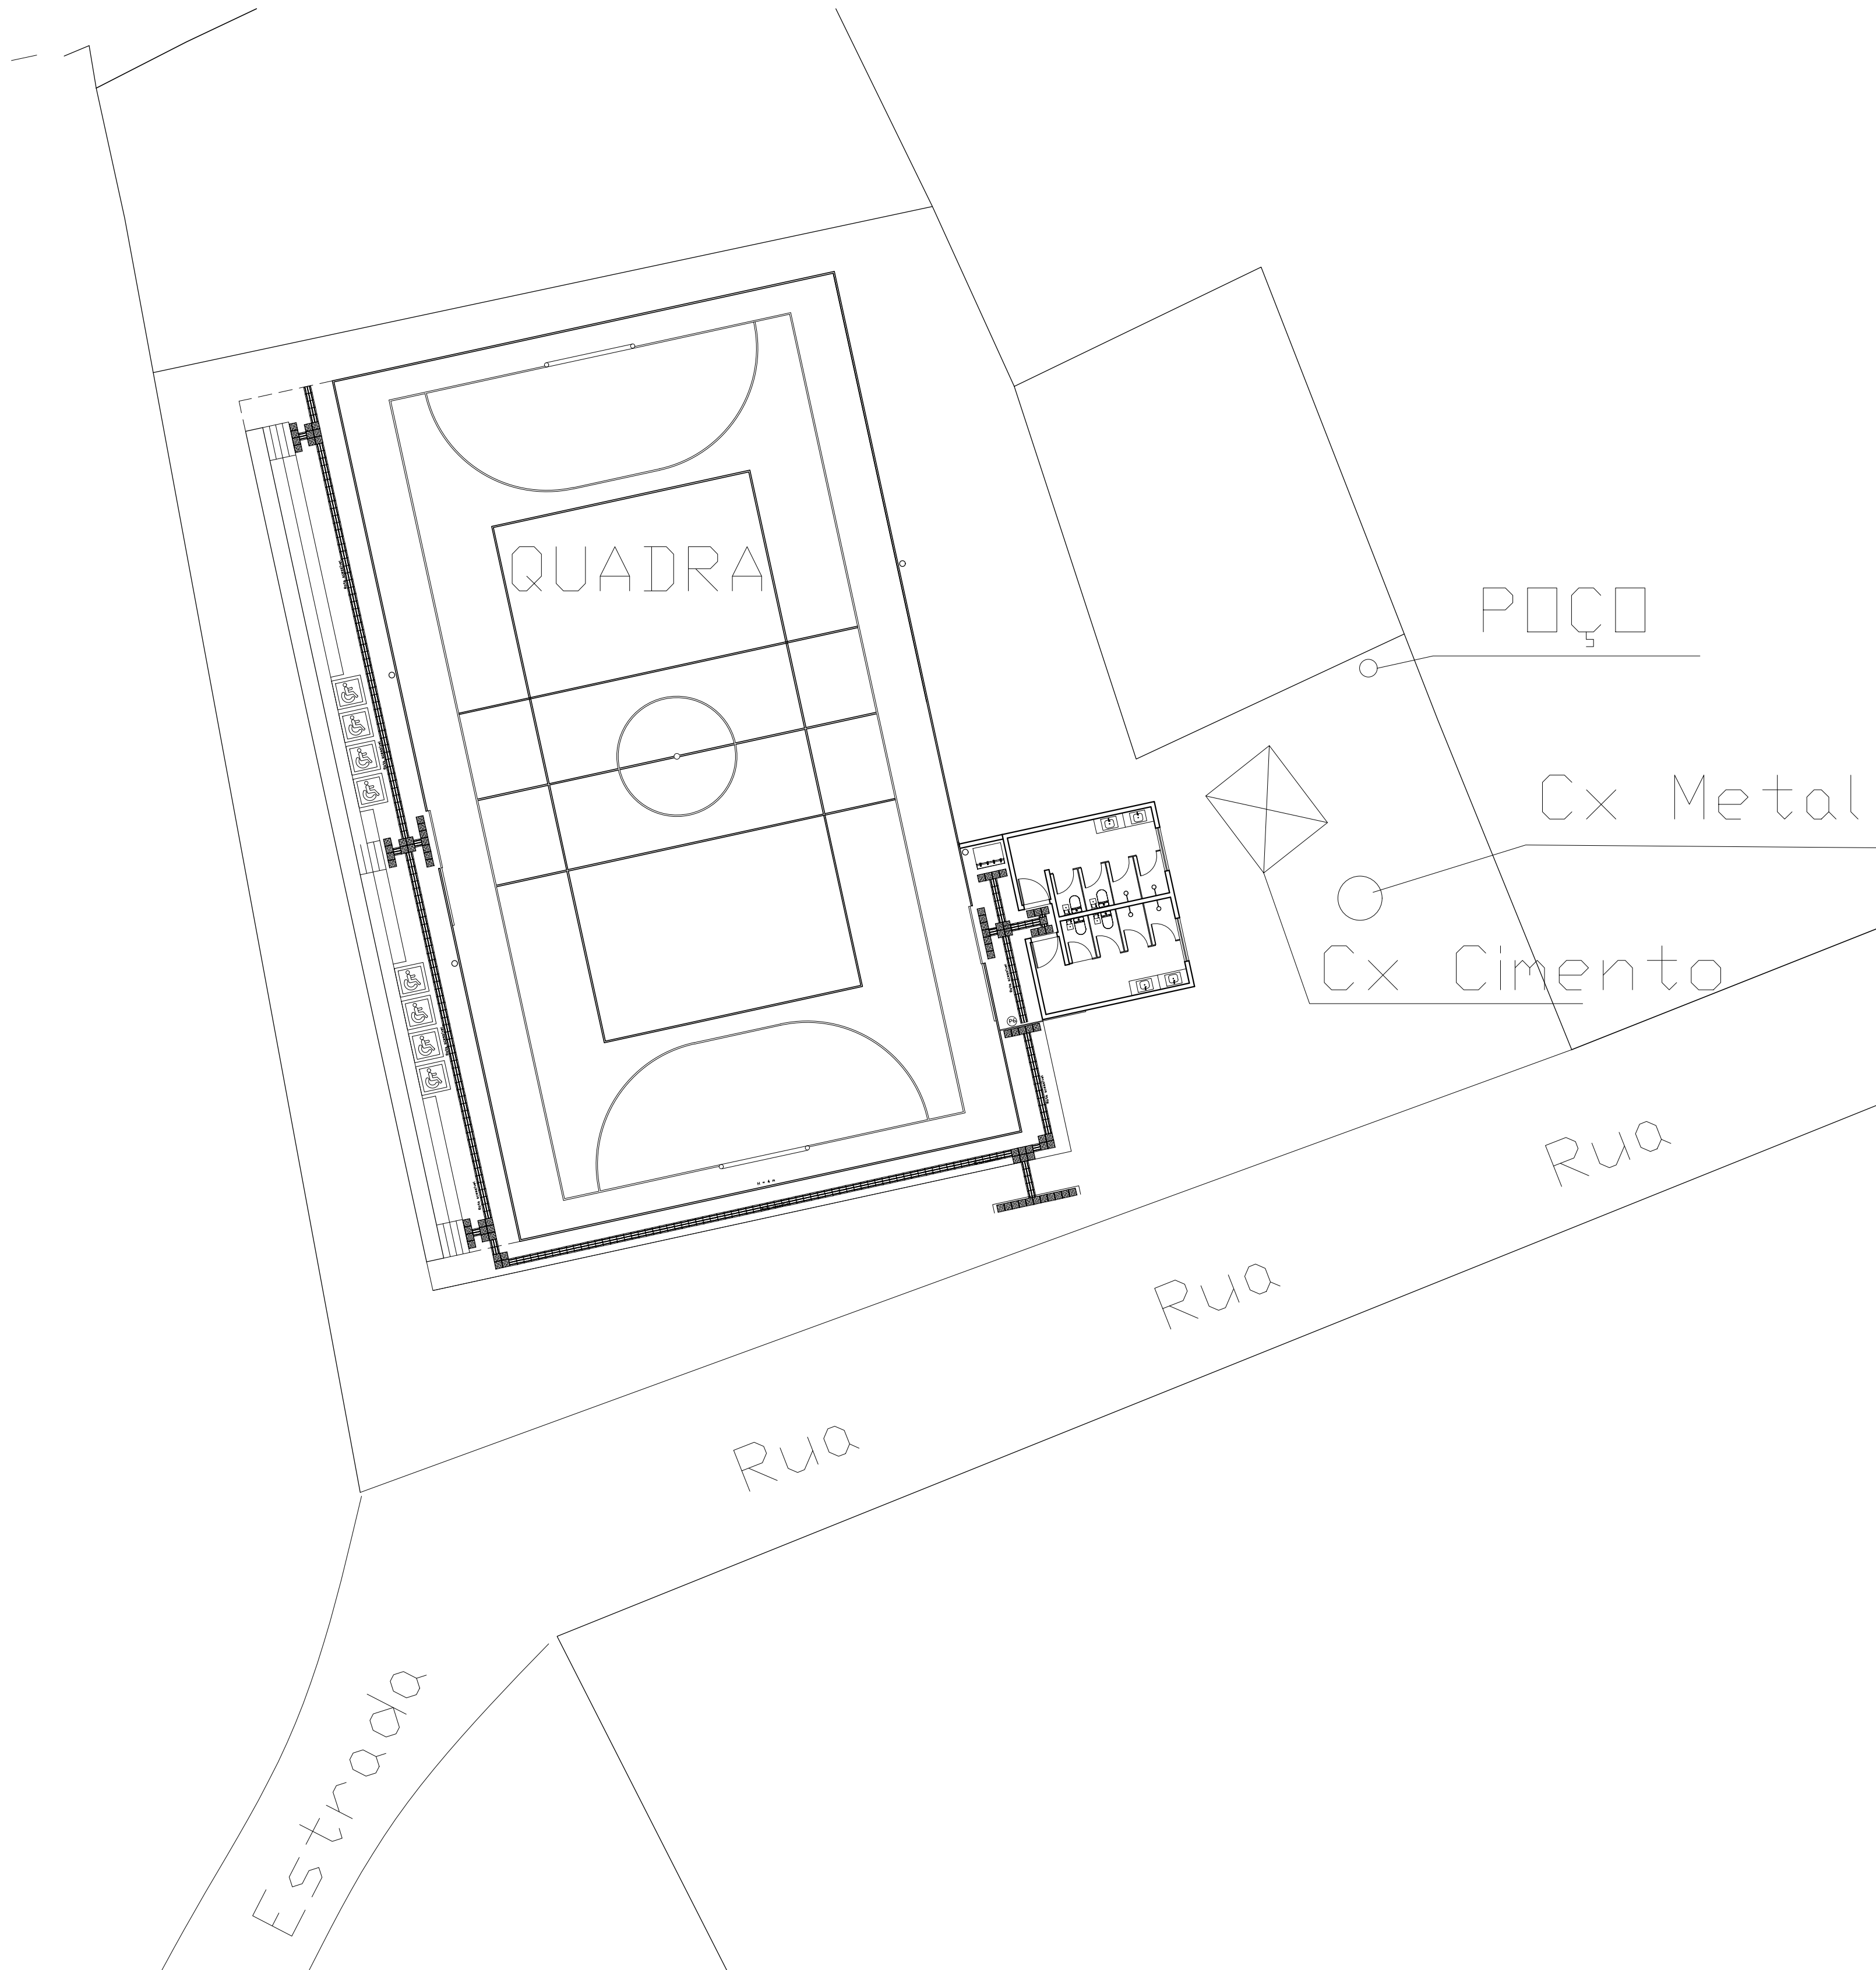 QUADRA
POÇO
Cx Metal
Cx Cimento
Rua
Rua
Rua
Estrada